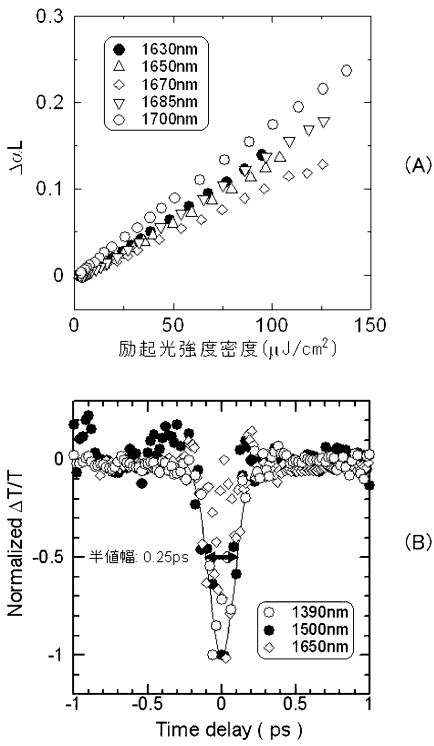 0.3
0.2
0.1
0
ΔαL
1630nm
1650nm
1670nm
1685nm
1700nm
0 25 50 75 100 150
励起光強度密度(μJ/cm²)
(A)
0
-0.5
-1
Normalized ΔT/T
半値幅: 0.25ps
1390nm
1500nm
1650nm
-1 -0.5 0 0.5 1
Time delay ( ps )
(B)